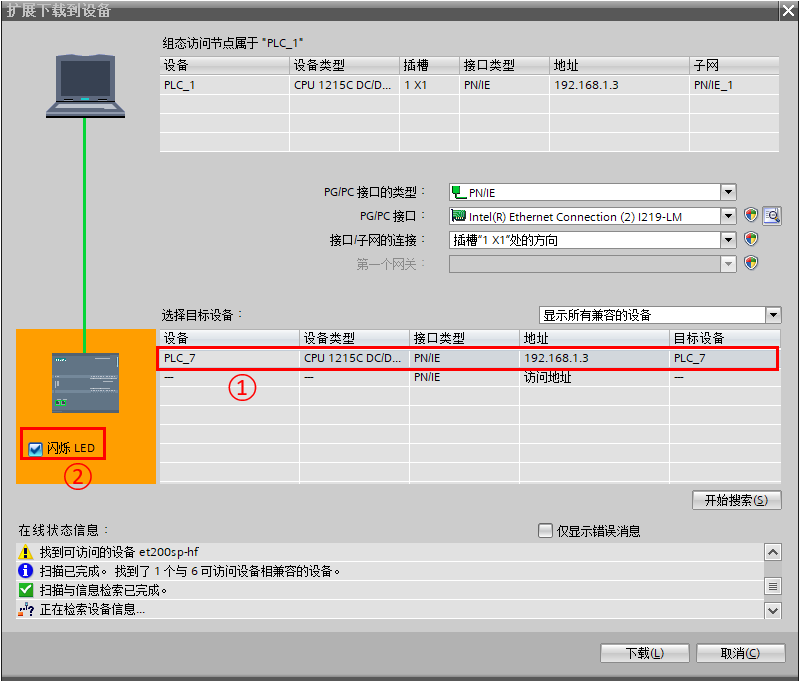 扩展下载到设备
组态访问节点属于 "PLC_1"
设备 设备类型 插槽 接口类型 地址 子网
PLC_1 CPU 1215C DC/D... 1 X1 PN/IE 192.168.1.3 PN/IE_1
PG/PC 接口的类型： PN/IE
PG/PC 接口： Intel(R) Ethernet Connection (2) I219-LM
接口/子网的连接： 插槽"1 X1"处的方向
第一个网关：
选择目标设备： 显示所有兼容的设备
设备 设备类型 接口类型 地址 目标设备
PLC_7 CPU 1215C DC/D... PN/IE 192.168.1.3 PLC_7
— — PN/IE 访问地址 —
①
闪烁 LED
②
开始搜索(S)
在线状态信息： 仅显示错误消息
找到可访问的设备 et200sp-hf
扫描已完成。 找到了 1 个与 6 可访问设备相兼容的设备。
扫描与信息检索已完成。
正在检索设备信息...
下载(L) 取消(C)